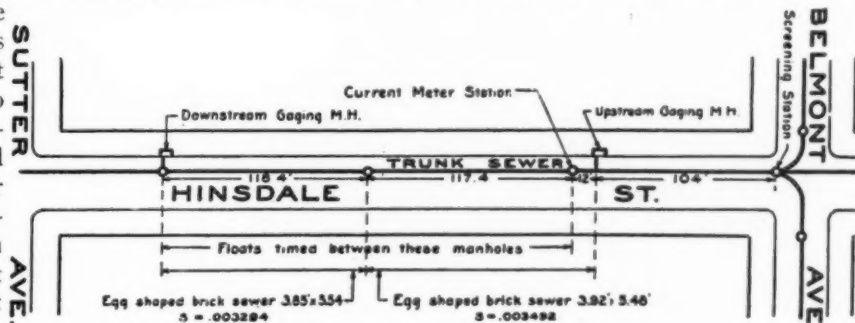 SUTTER
AVE.
BELMONT
AVE
Screening Station
Current Meter Station
Downstream Gaging M.H.
Upstream Gaging M.H.
TRUNK SEWER
118.4'
117.4
12'
104'
HINSDALE ST.
Floats timed between these manholes
Egg shaped brick sewer 3.85'x5.54'
S = .003284
Egg shaped brick sewer 3.92'; 5.48'
S = .003492